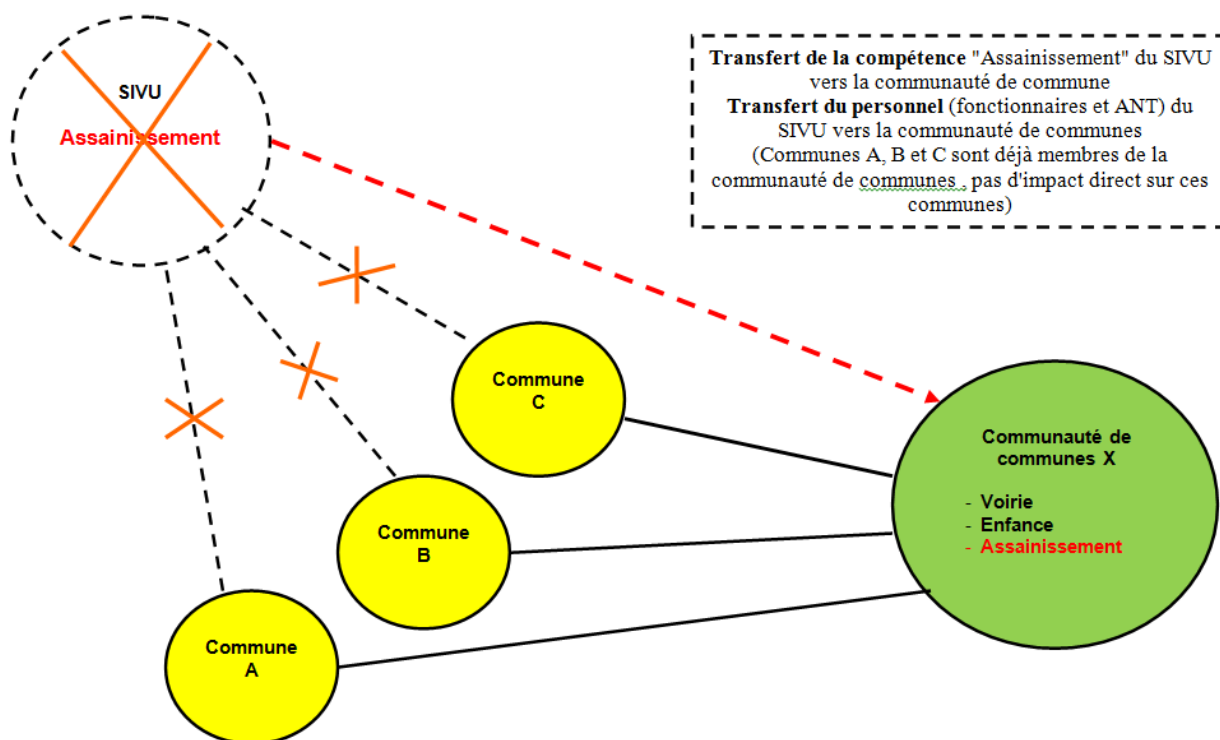 SIVU
Assainissement
Transfert de la compétence "Assainissement" du SIVU
vers la communauté de commune
Transfert du personnel (fonctionnaires et ANT) du
SIVU vers la communauté de communes
(Communes A, B et C sont déjà membres de la
communauté de communes , pas d'impact direct sur ces
communes)
Commune
C
Commune
B
Commune
A
Communauté de
communes X
- Voirie
- Enfance
- Assainissement